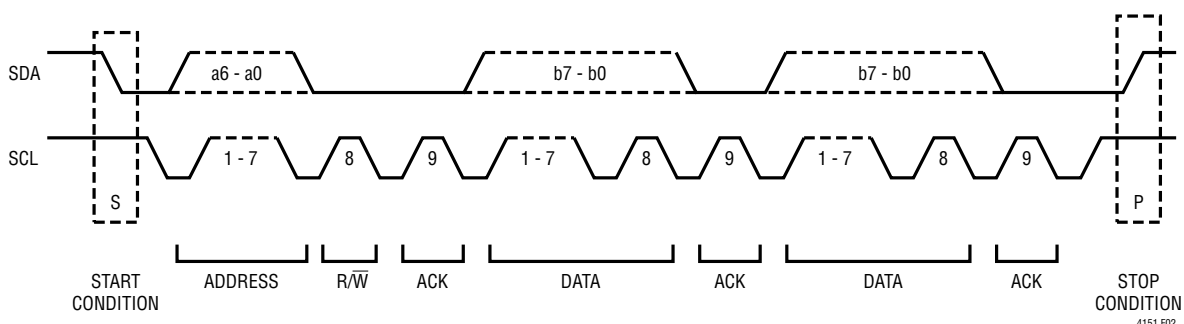 SDA
a6 - a0
b7 - b0
b7 - b0
SCL
1 - 7
8
9
1 - 7
8
9
1 - 7
8
9
S
P
START
CONDITION
ADDRESS
R/W̅
ACK
DATA
ACK
DATA
ACK
STOP
CONDITION
4151 F02